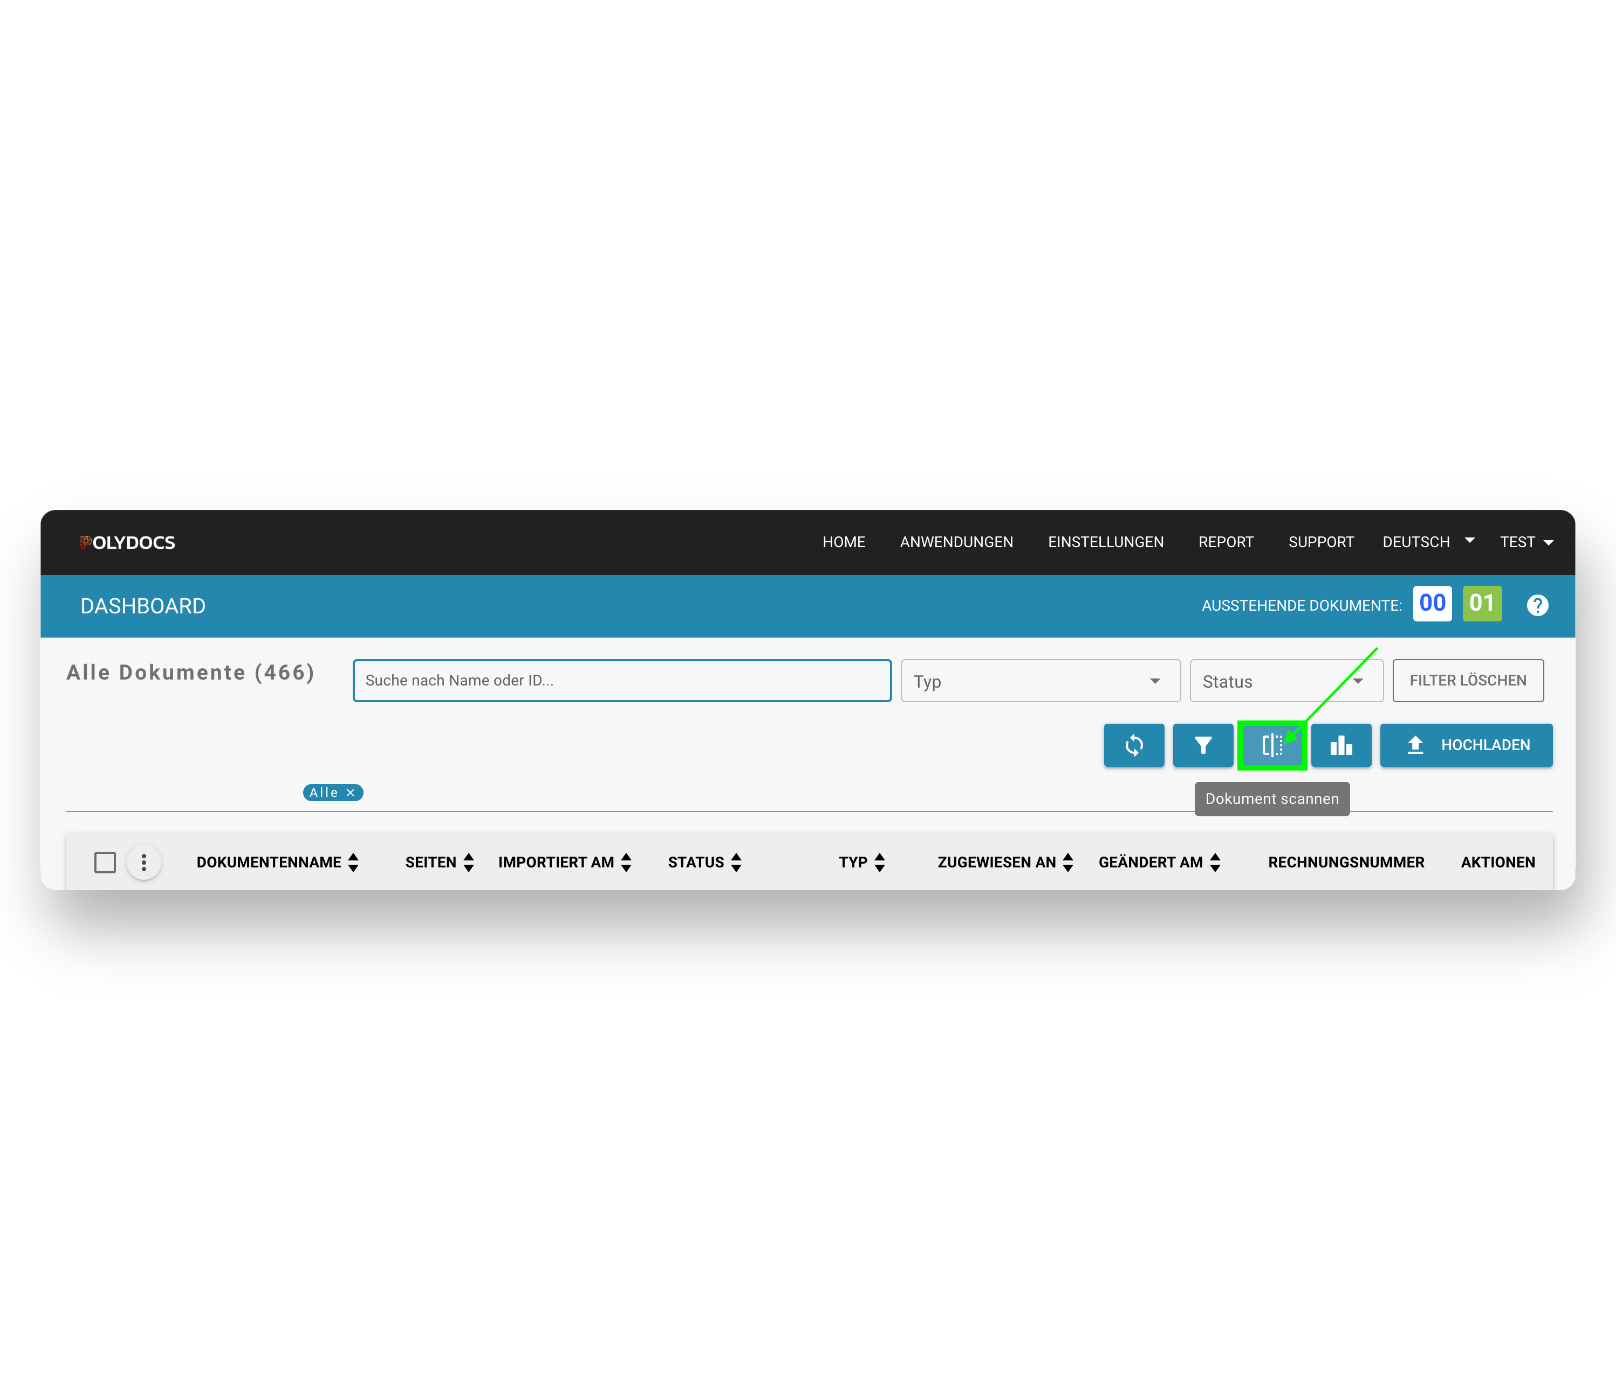 POLYDOCS
HOME ANWENDUNGEN EINSTELLUNGEN REPORT SUPPORT DEUTSCH TEST
DASHBOARD
AUSSTEHENDE DOKUMENTE: 00 01
Alle Dokumente (466)
Suche nach Name oder ID...
Typ
Status
FILTER LÖSCHEN
HOCHLADEN
Alle ×
Dokument scannen
DOKUMENTENNAME SEITEN IMPORTIERT AM STATUS TYP ZUGEWIESEN AN GEÄNDERT AM RECHNUNGSNUMMER AKTIONEN